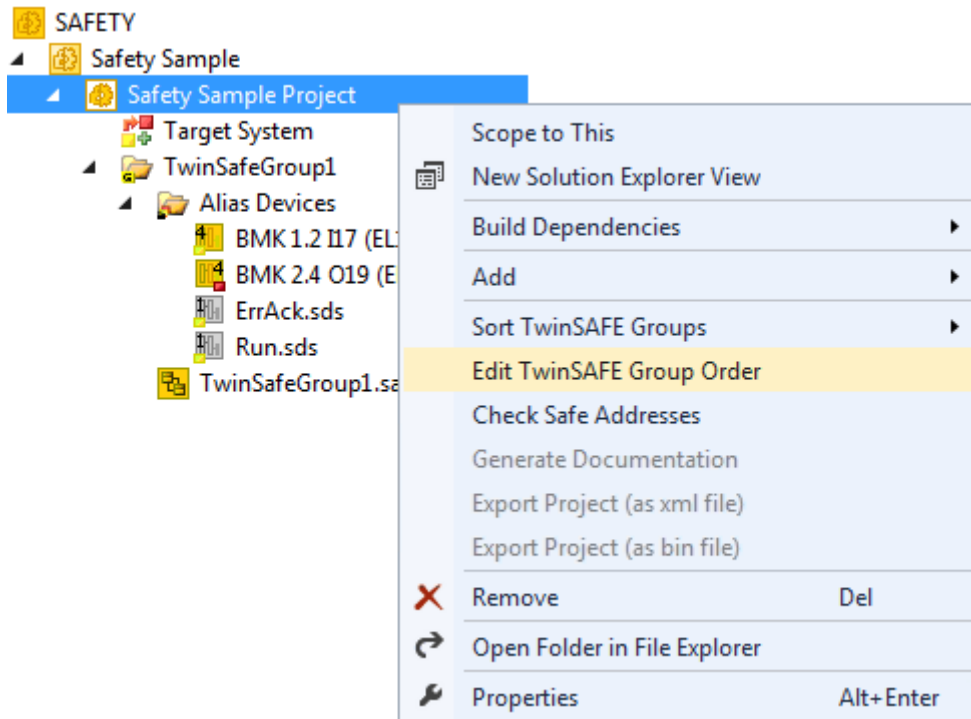 SAFETY
Safety Sample
Safety Sample Project
Target System
TwinSafeGroup1
Alias Devices
BMK 1.2 I17 (EL
BMK 2.4 O19 (E
ErrAck.sds
Run.sds
TwinSafeGroup1.sa
Scope to This
New Solution Explorer View
Build Dependencies
Add
Sort TwinSAFE Groups
Edit TwinSAFE Group Order
Check Safe Addresses
Generate Documentation
Export Project (as xml file)
Export Project (as bin file)
Remove Del
Open Folder in File Explorer
Properties Alt+Enter